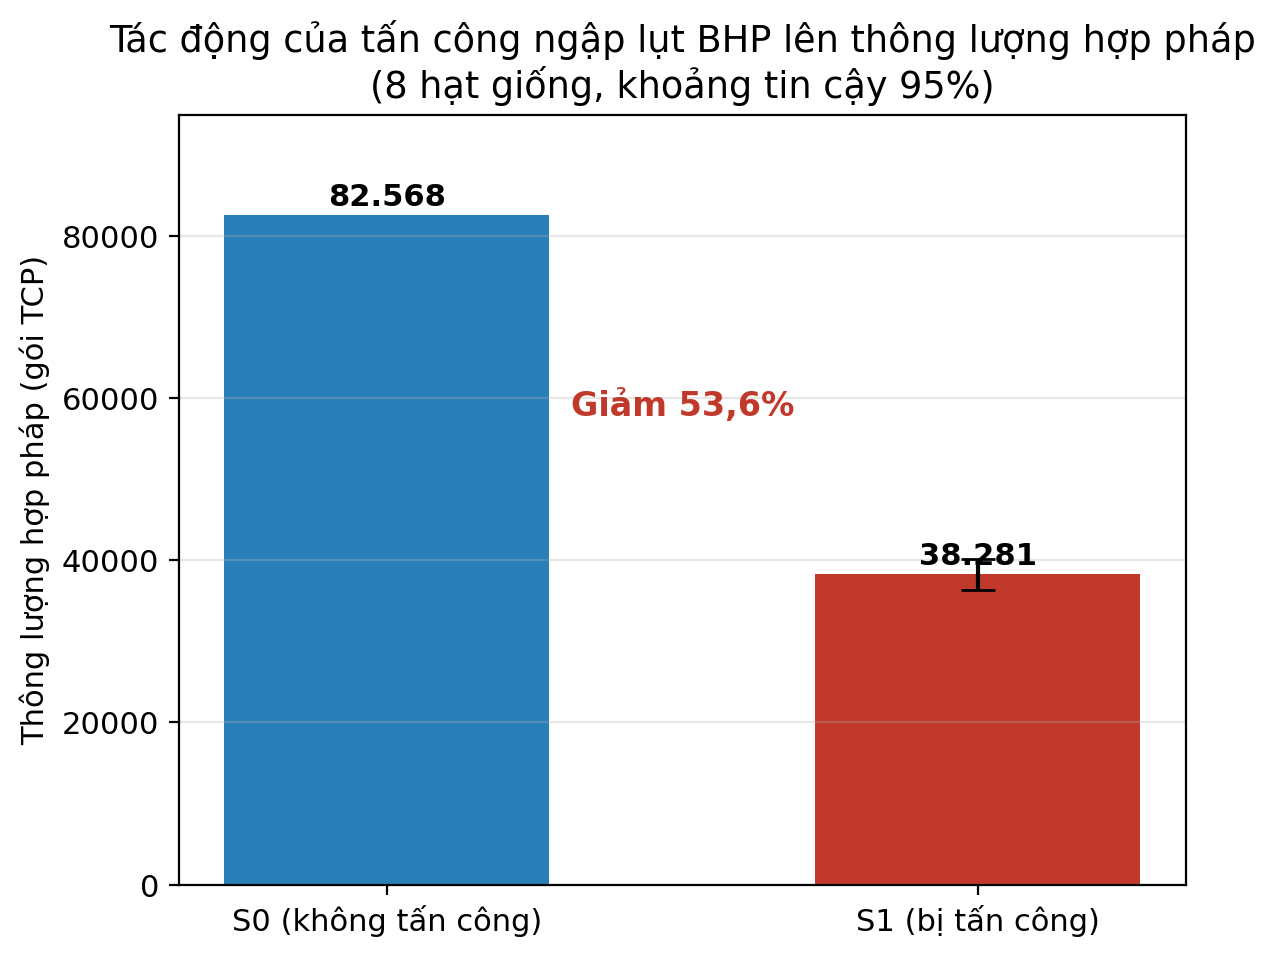 Tác động của tấn công ngập lụt BHP lên thông lượng hợp pháp
(8 hạt giống, khoảng tin cậy 95%)
Thông lượng hợp pháp (gói TCP)
80000
60000
40000
20000
0
82.568
Giảm 53,6%
38.281
S0 (không tấn công)
S1 (bị tấn công)